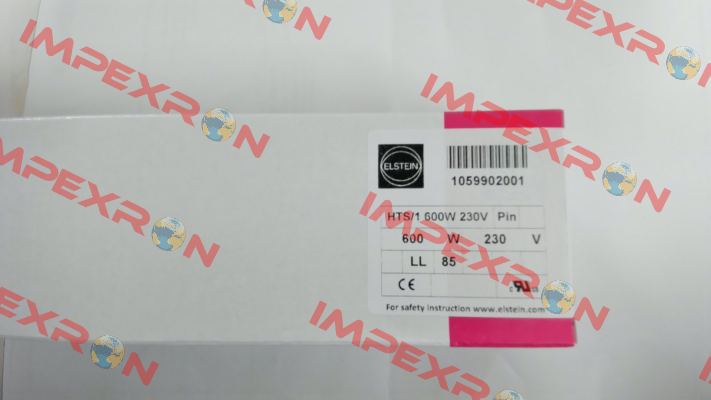 IMPEXRON
IMPEXRON
IMPEXRON
IMPEXRON
IMPEXRON
IMPEXRON
IMPEXRON
IMPEXRON
ELSTEIN
1059902001
HTS/1 600W 230V Pin
600 W 230 V
LL 85
CE
For safety instruction www.elstein.com